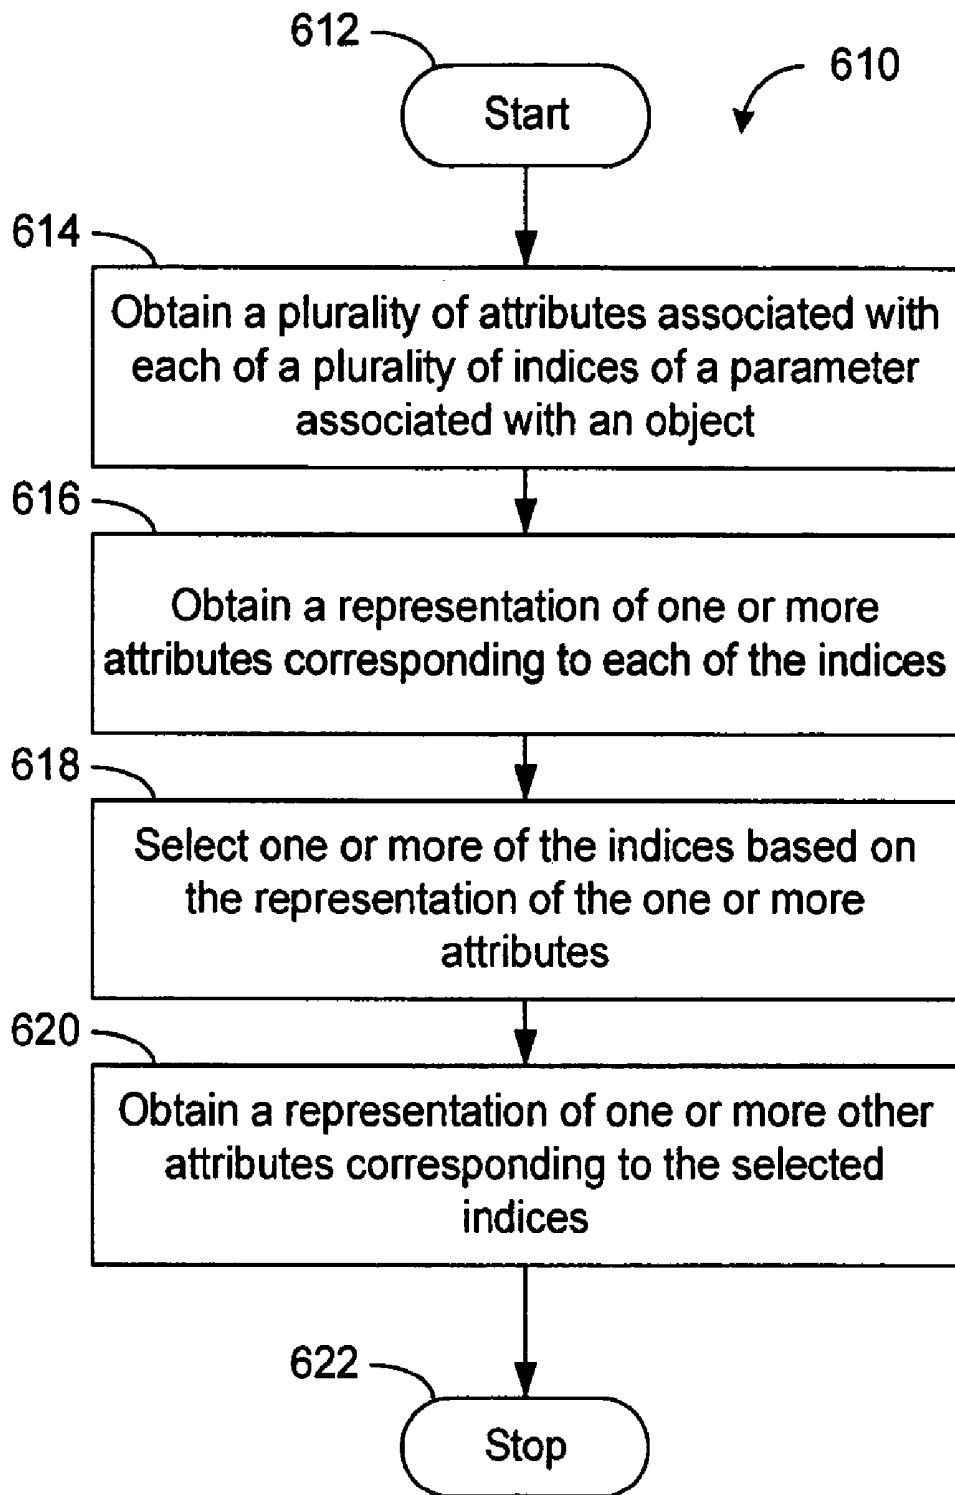 612
610
Start
614
Obtain a plurality of attributes associated with
each of a plurality of indices of a parameter
associated with an object
616
Obtain a representation of one or more
attributes corresponding to each of the indices
618
Select one or more of the indices based on
the representation of the one or more
attributes
620
Obtain a representation of one or more other
attributes corresponding to the selected
indices
622
Stop